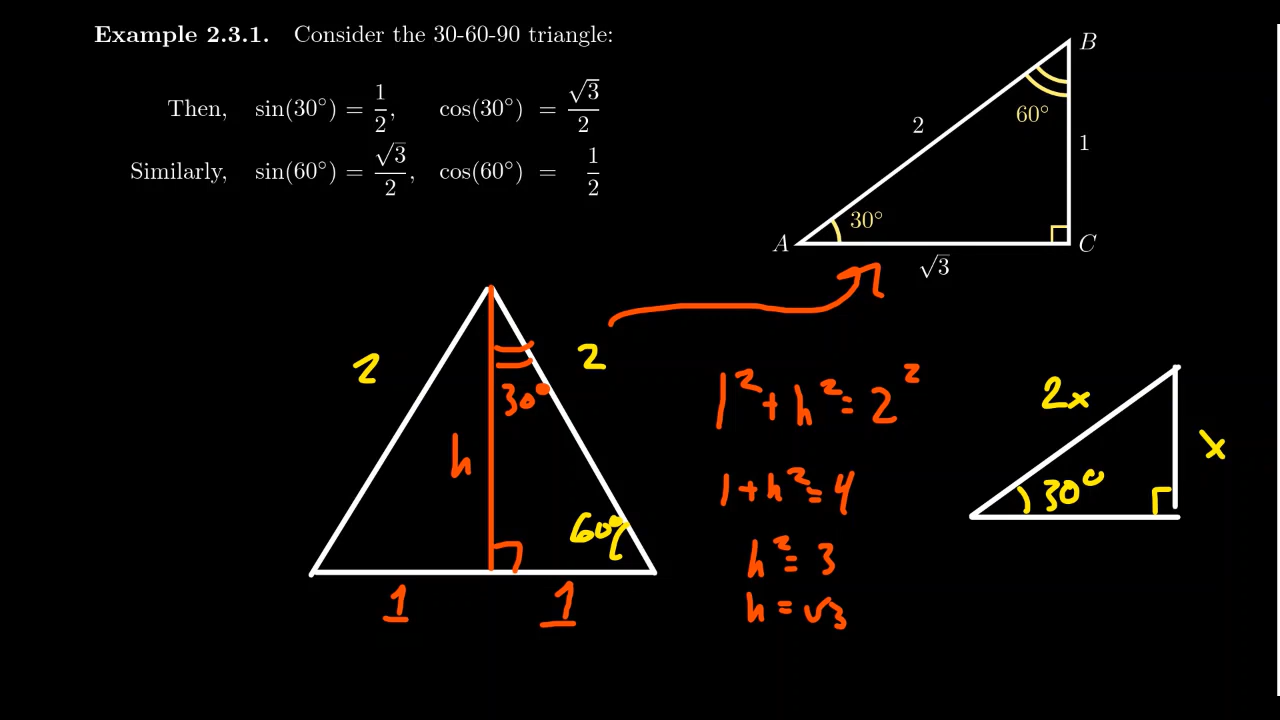 Example 2.3.1. Consider the 30-60-90 triangle:
Then, sin(30°) = 1/2, cos(30°) = √3/2
Similarly, sin(60°) = √3/2, cos(60°) = 1/2
B
60°
2
1
30°
A
C
√3
2
2
30°
h
60°
1
1
1² + h² = 2²
1 + h² = 4
h² = 3
h = √3
2x
x
30°